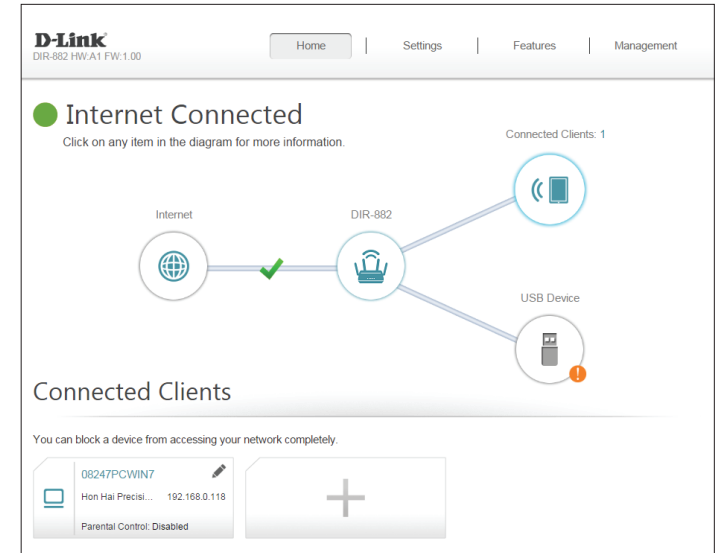 D-Link
DIR-882 HW:A1 FW:1.00
Home
Settings
Features
Management
Internet Connected
Click on any item in the diagram for more information.
Connected Clients: 1
Internet
DIR-882
USB Device
Connected Clients
You can block a device from accessing your network completely.
08247PCWIN7
Hon Hai Precisi... 192.168.0.118
Parental Control: Disabled